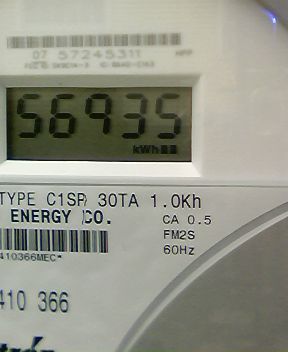 07 57245311
56935
kWh
TYPE C1SR 30TA 1.0Kh
ENERGY CO. CA 0.5
FM2S
60Hz
410366MEC*
410 366